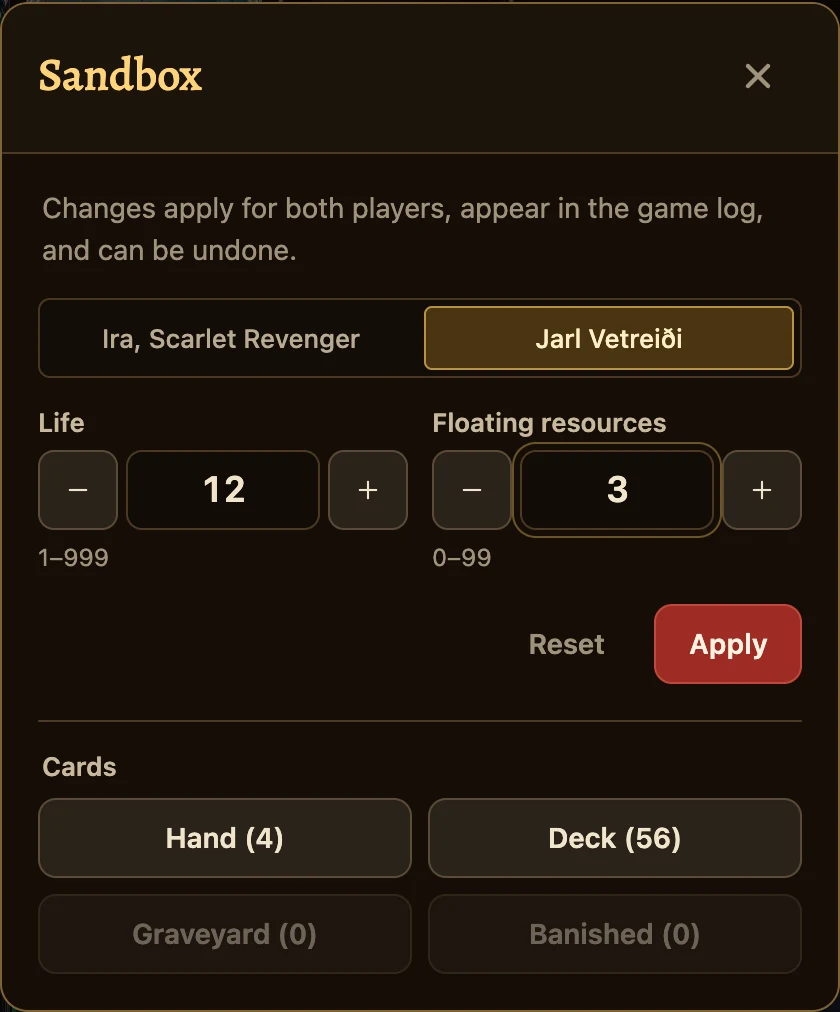 Sandbox
Changes apply for both players, appear in the game log,
and can be undone.
Ira, Scarlet Revenger
Jarl Vetreiði
Life
Floating resources
− 12 +
− 3 +
1–999
0–99
Reset
Apply
Cards
Hand (4)
Deck (56)
Graveyard (0)
Banished (0)